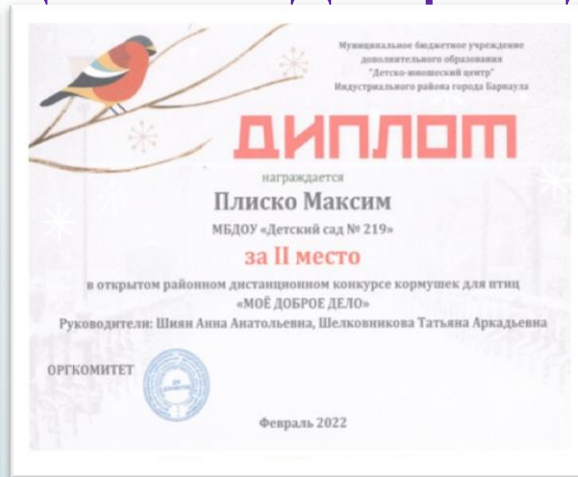 Муниципальное бюджетное учреждение
дополнительного образования
"Детско-юношеский центр"
Индустриального района города Барнаула
ДИПЛОМ
награждается
Плиско Максим
МБДОУ «Детский сад № 219»
за II место
в открытом районном дистанционном конкурсе кормушек для птиц
«МОЁ ДОБРОЕ ДЕЛО»
Руководители: Шиян Анна Анатольевна, Шелковникова Татьяна Аркадьевна
ОРГКОМИТЕТ
Февраль 2022